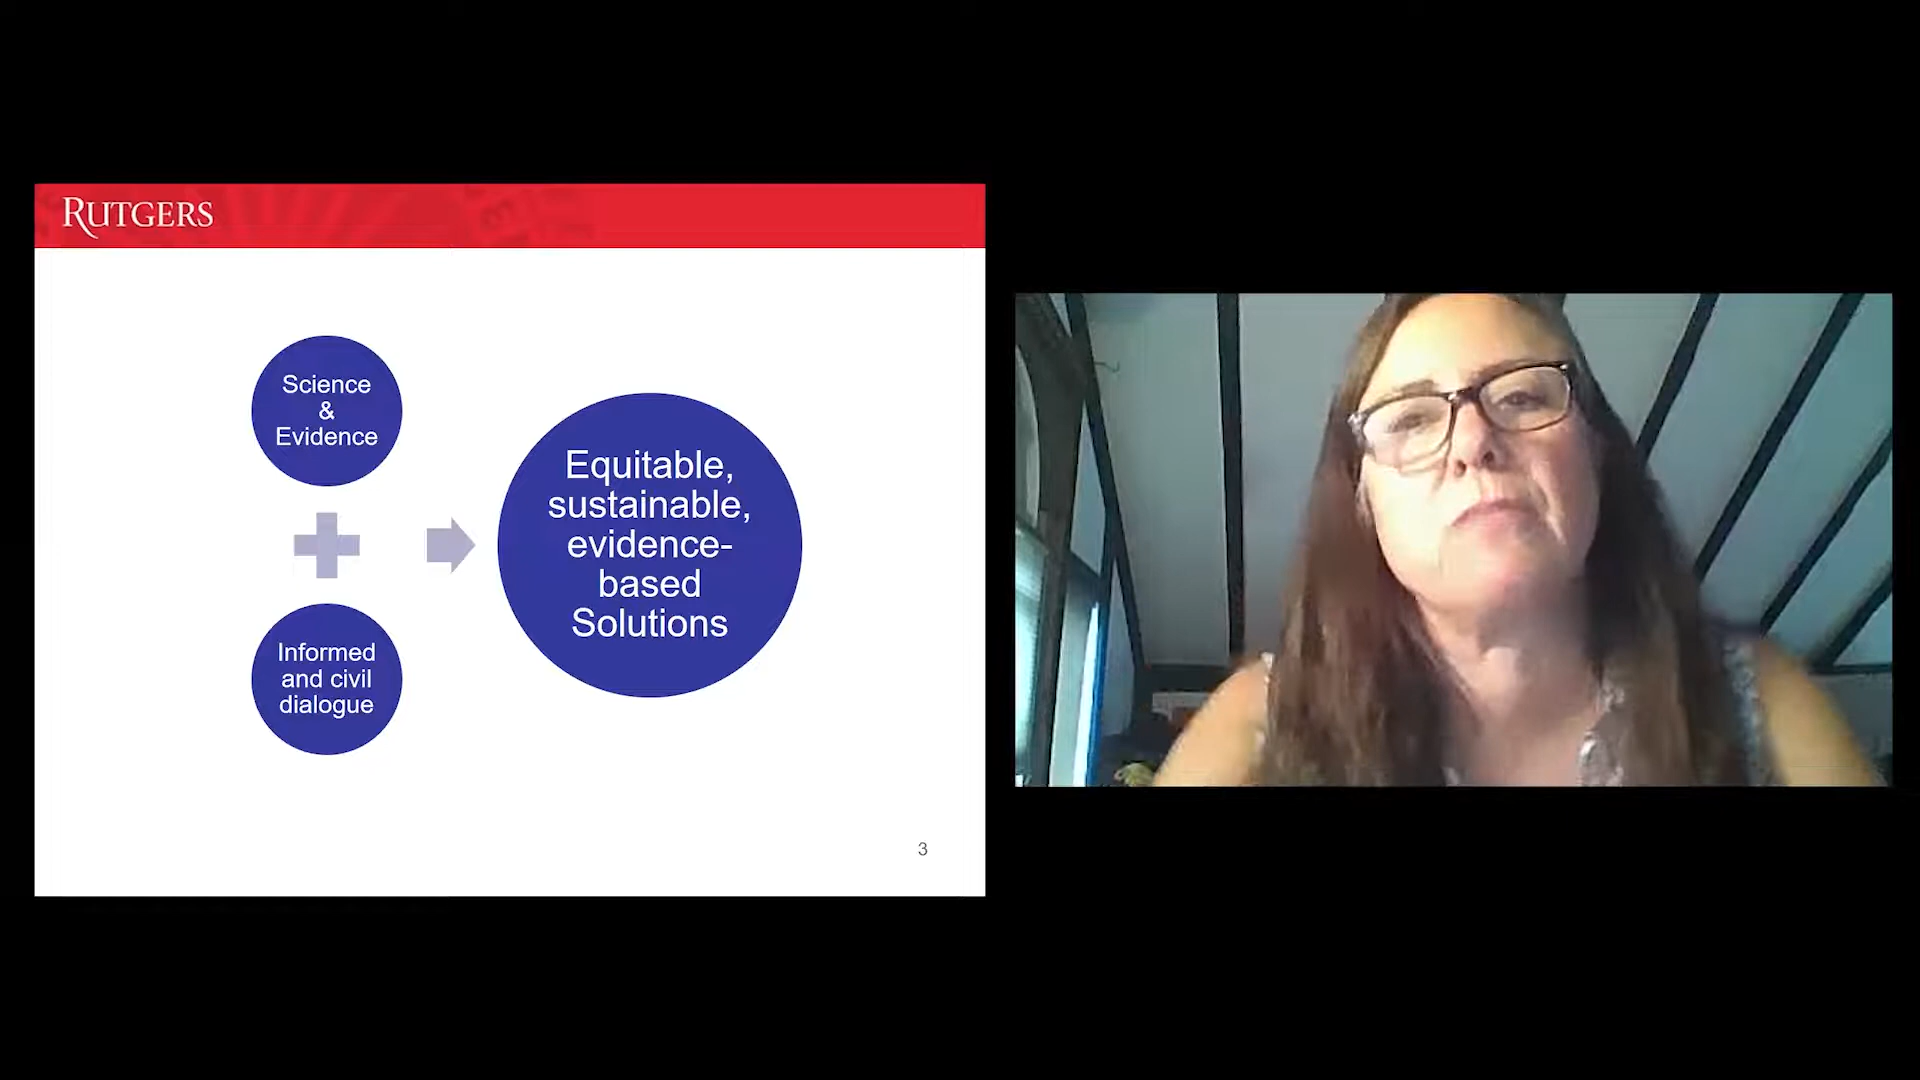 RUTGERS
Science
&
Evidence
Informed
and civil
dialogue
Equitable,
sustainable,
evidence-
based
Solutions
3